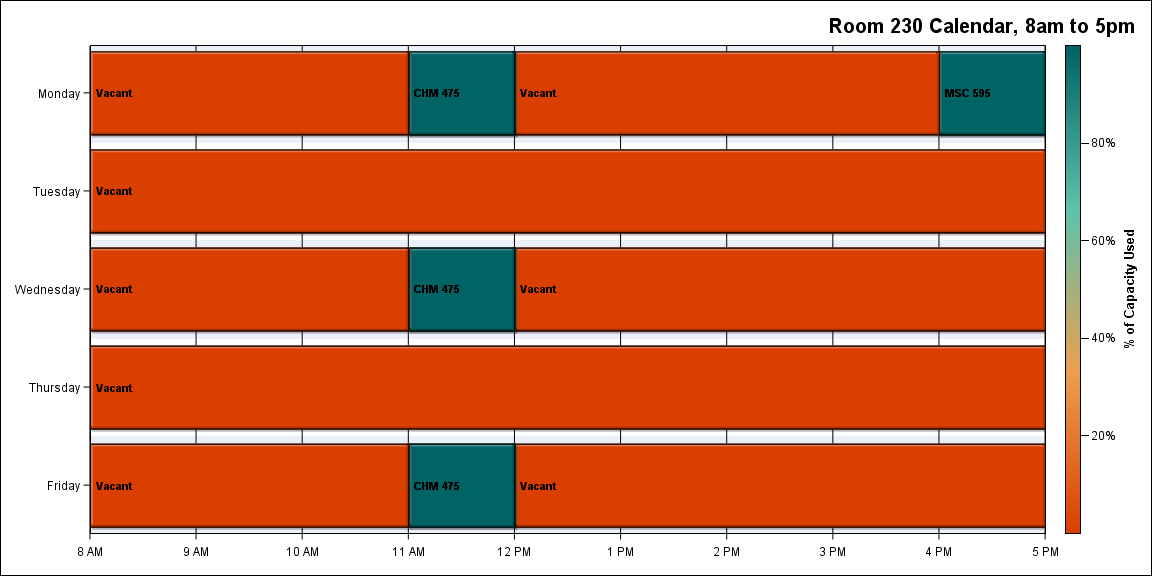 Room 230 Calendar, 8am to 5pm
Monday
Vacant
CHM 475
Vacant
MSC 595
Tuesday
Vacant
Wednesday
Vacant
CHM 475
Vacant
Thursday
Vacant
Friday
Vacant
CHM 475
Vacant
8 AM
9 AM
10 AM
11 AM
12 PM
1 PM
2 PM
3 PM
4 PM
5 PM
80%
60%
40%
20%
% of Capacity Used